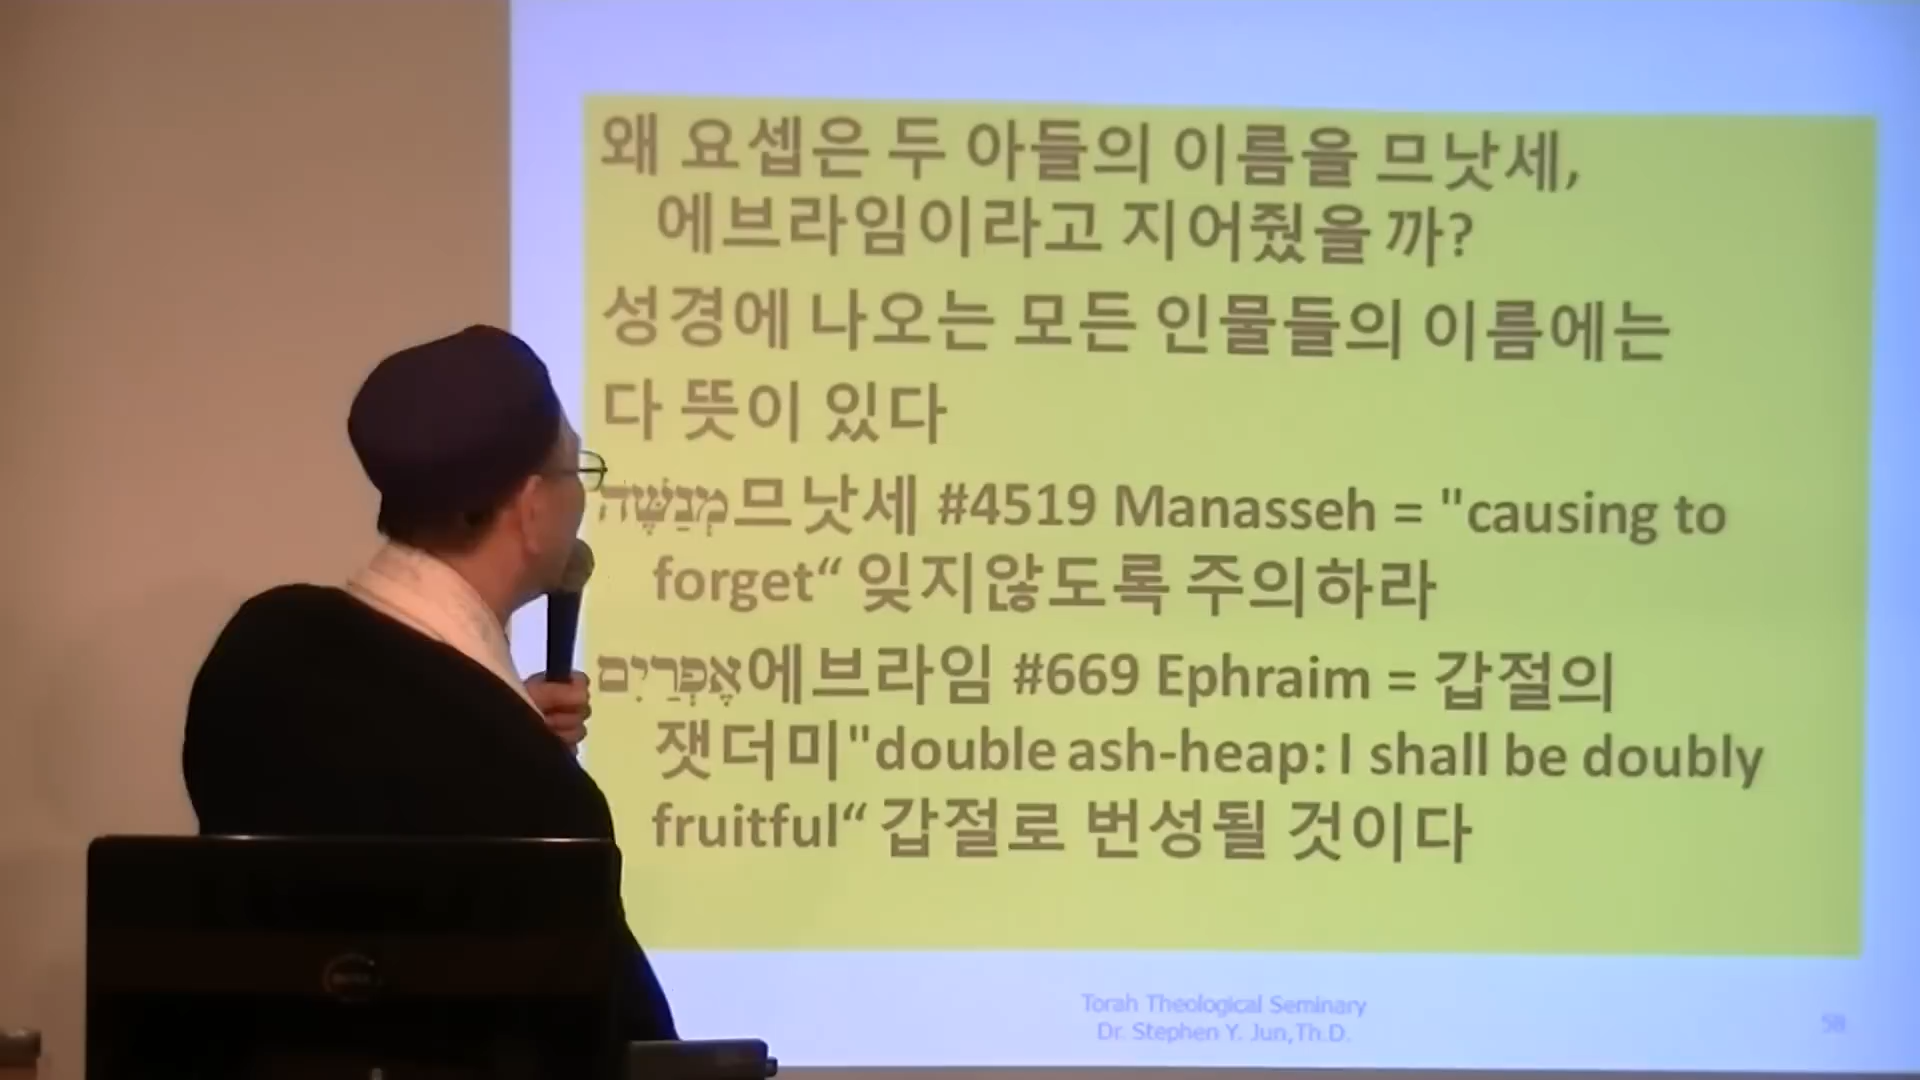 왜 요셉은 두 아들의 이름을 므낫세,
에브라임이라고 지어줬을 까?
성경에 나오는 모든 인물들의 이름에는
다 뜻이 있다
מְנַשֶּׁה므낫세 #4519 Manasseh = "causing to
forget“ 잊지않도록 주의하라
אֶפְרַיִם에브라임 #669 Ephraim = 갑절의
잿더미"double ash-heap: I shall be doubly
fruitful“ 갑절로 번성될 것이다
Torah Theological Seminary
Dr. Stephen Y. Jun,Th.D.
58